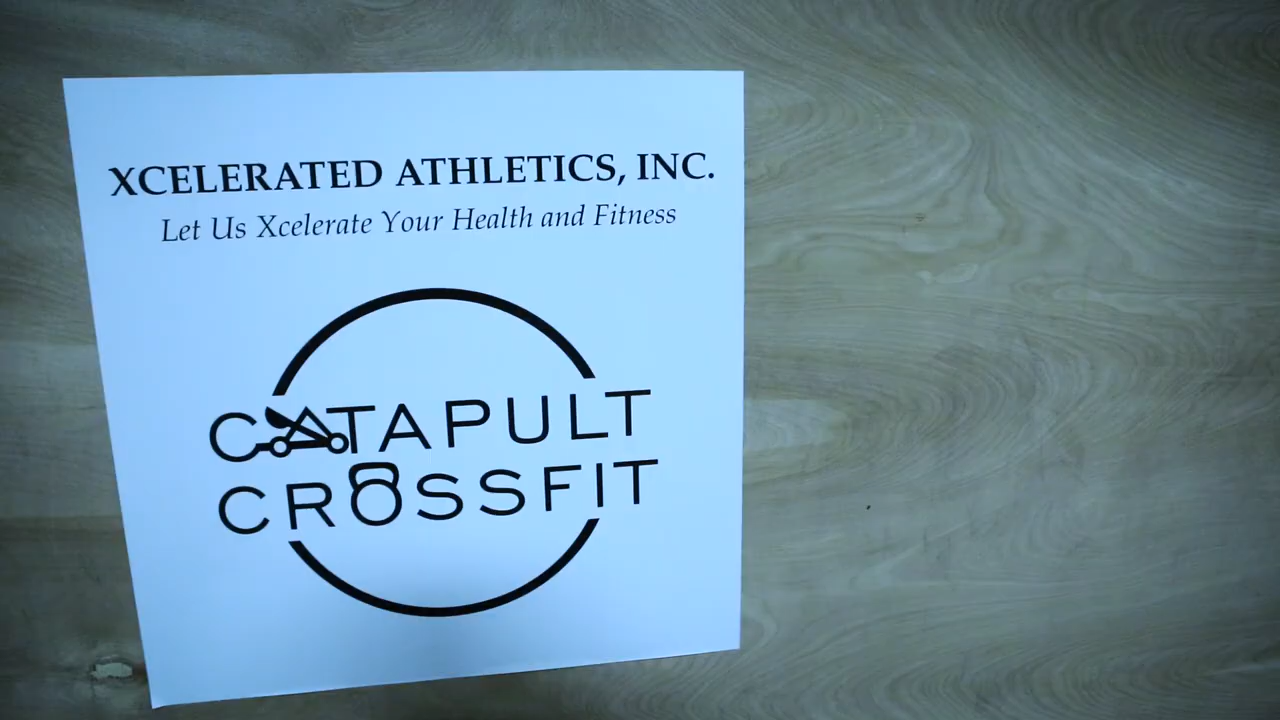 XCELERATED ATHLETICS, INC.
Let Us Xcelerate Your Health and Fitness
CATAPULT
CROSSFIT